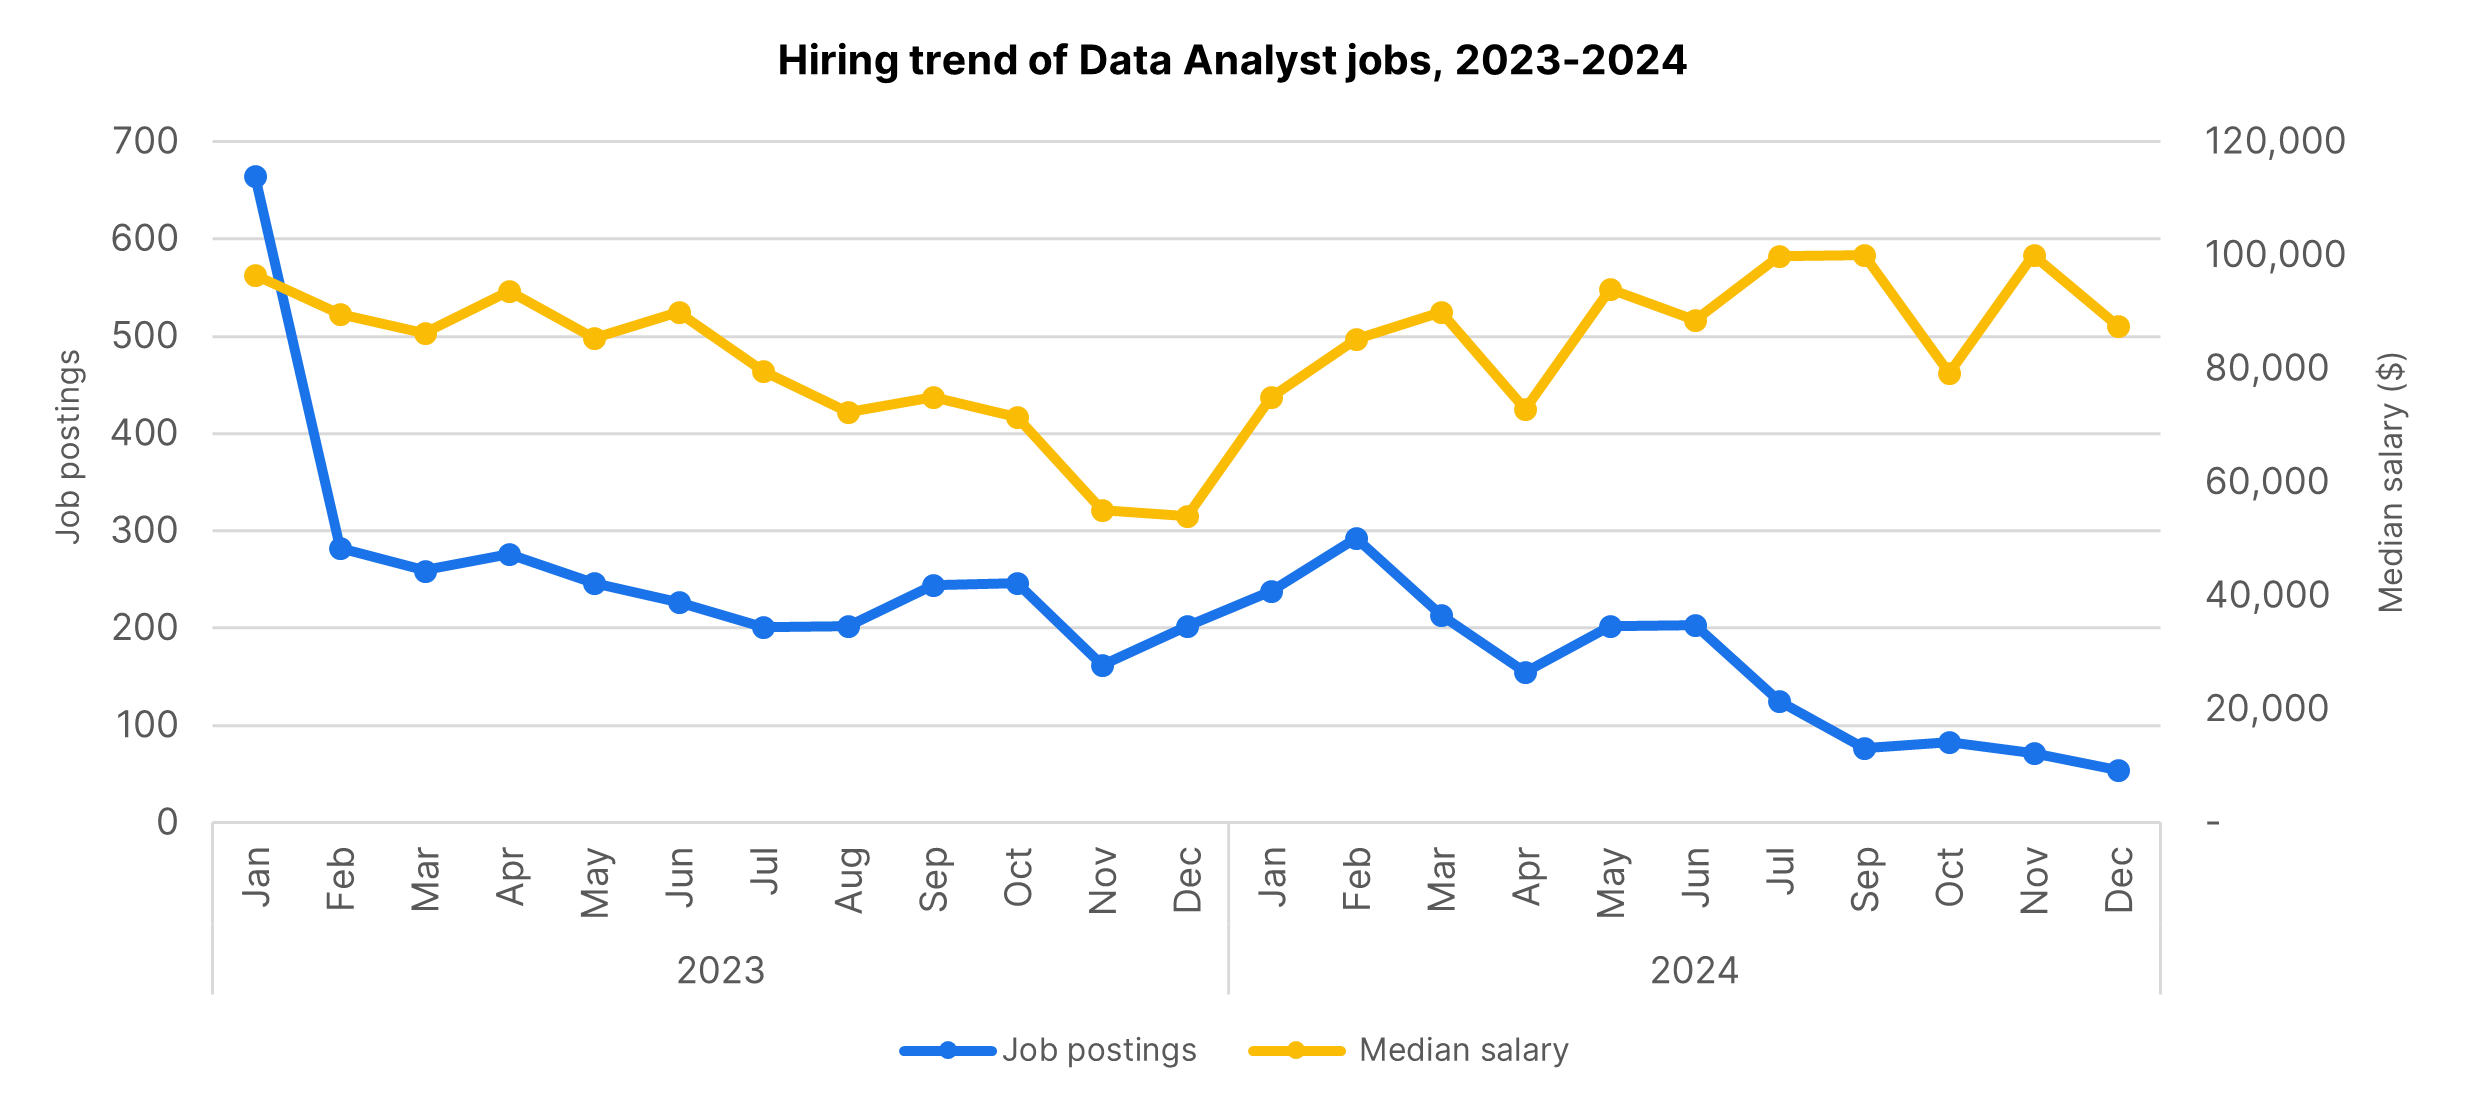 Hiring trend of Data Analyst jobs, 2023-2024
700
600
500
400
300
200
100
0
Job postings
120,000
100,000
80,000
60,000
40,000
20,000
-
Median salary ($)
Jan
Feb
Mar
Apr
May
Jun
Jul
Aug
Sep
Oct
Nov
Dec
Jan
Feb
Mar
Apr
May
Jun
Jul
Sep
Oct
Nov
Dec
2023
2024
Job postings
Median salary